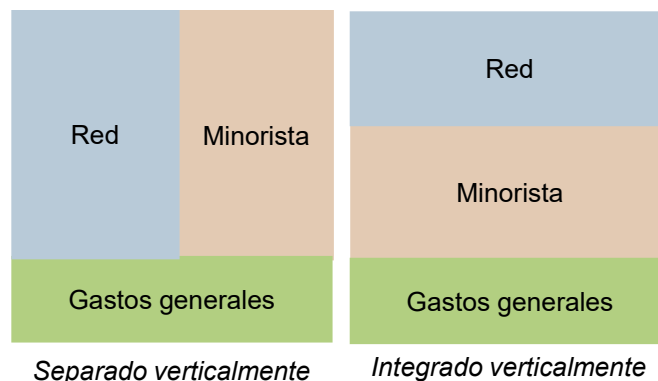 Red
Minorista
Gastos generales
Separado verticalmente
Red
Minorista
Gastos generales
Integrado verticalmente